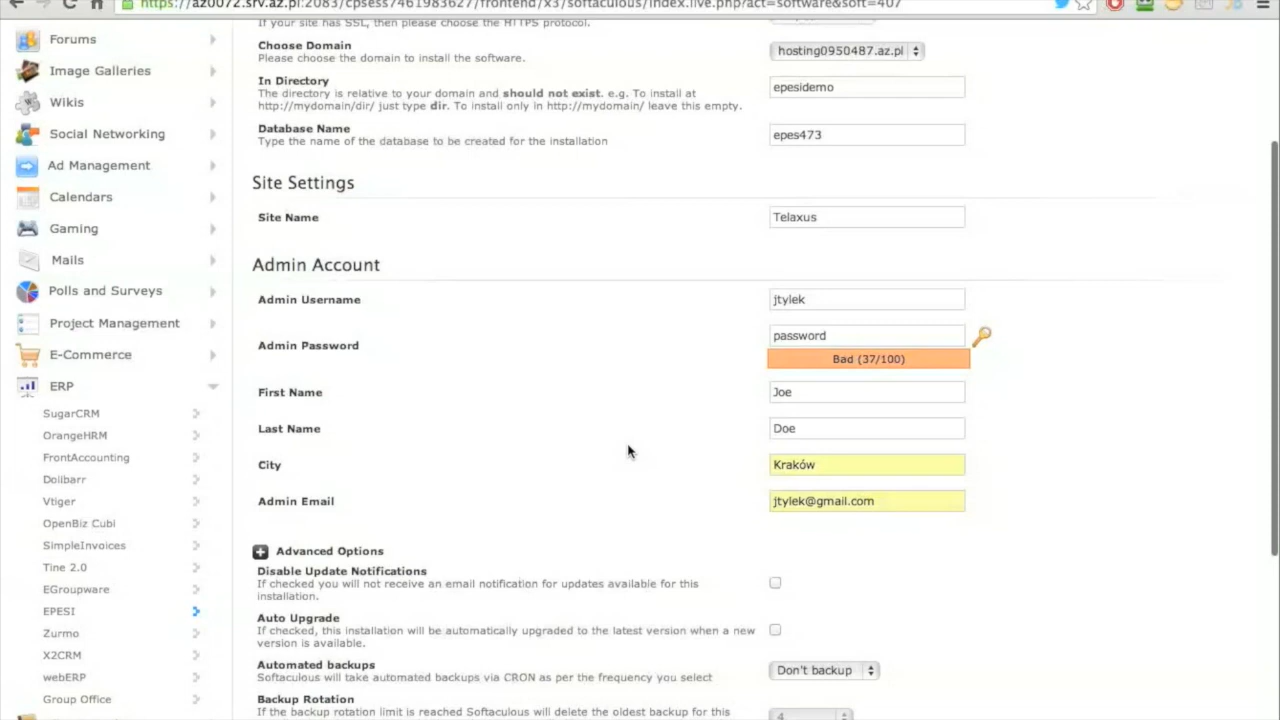 https://az0072.srv.az.pl:2083/cpsess7461983627/frontend/x3/softaculous/index.live.php?act=software&soft=407
Forums
Image Galleries
Wikis
Social Networking
Ad Management
Calendars
Gaming
Mails
Polls and Surveys
Project Management
E-Commerce
ERP
SugarCRM
OrangeHRM
FrontAccounting
Dolibarr
Vtiger
OpenBiz Cubi
SimpleInvoices
Tine 2.0
EGroupware
EPESI
Zurmo
X2CRM
webERP
Group Office
If your site has SSL, then please choose the HTTPS protocol.
Choose Domain
Please choose the domain to install the software.
hosting0950487.az.pl
In Directory
The directory is relative to your domain and should not exist. e.g. To install at
http://mydomain/dir/ just type dir. To install only in http://mydomain/ leave this empty.
epesidemo
Database Name
Type the name of the database to be created for the installation
epes473
Site Settings
Site Name
Telaxus
Admin Account
Admin Username
jtylek
Admin Password
password
Bad (37/100)
First Name
Joe
Last Name
Doe
City
Kraków
Admin Email
jtylek@gmail.com
Advanced Options
Disable Update Notifications
If checked you will not receive an email notification for updates available for this
installation.
Auto Upgrade
If checked, this installation will be automatically upgraded to the latest version when a new
version is available.
Automated backups
Softaculous will take automated backups via CRON as per the frequency you select
Don't backup
Backup Rotation
If the backup rotation limit is reached Softaculous will delete the oldest backup for this
4